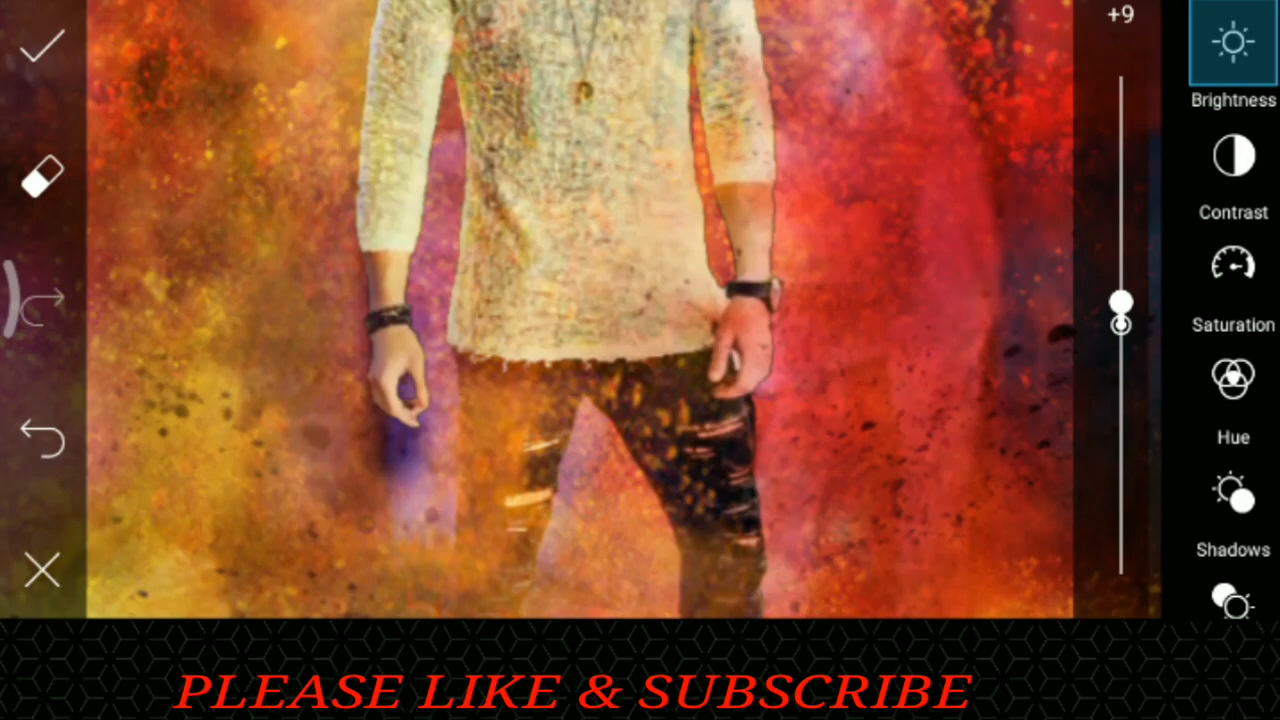 +9
Brightness
Contrast
Saturation
Hue
Shadows
PLEASE LIKE & SUBSCRIBE